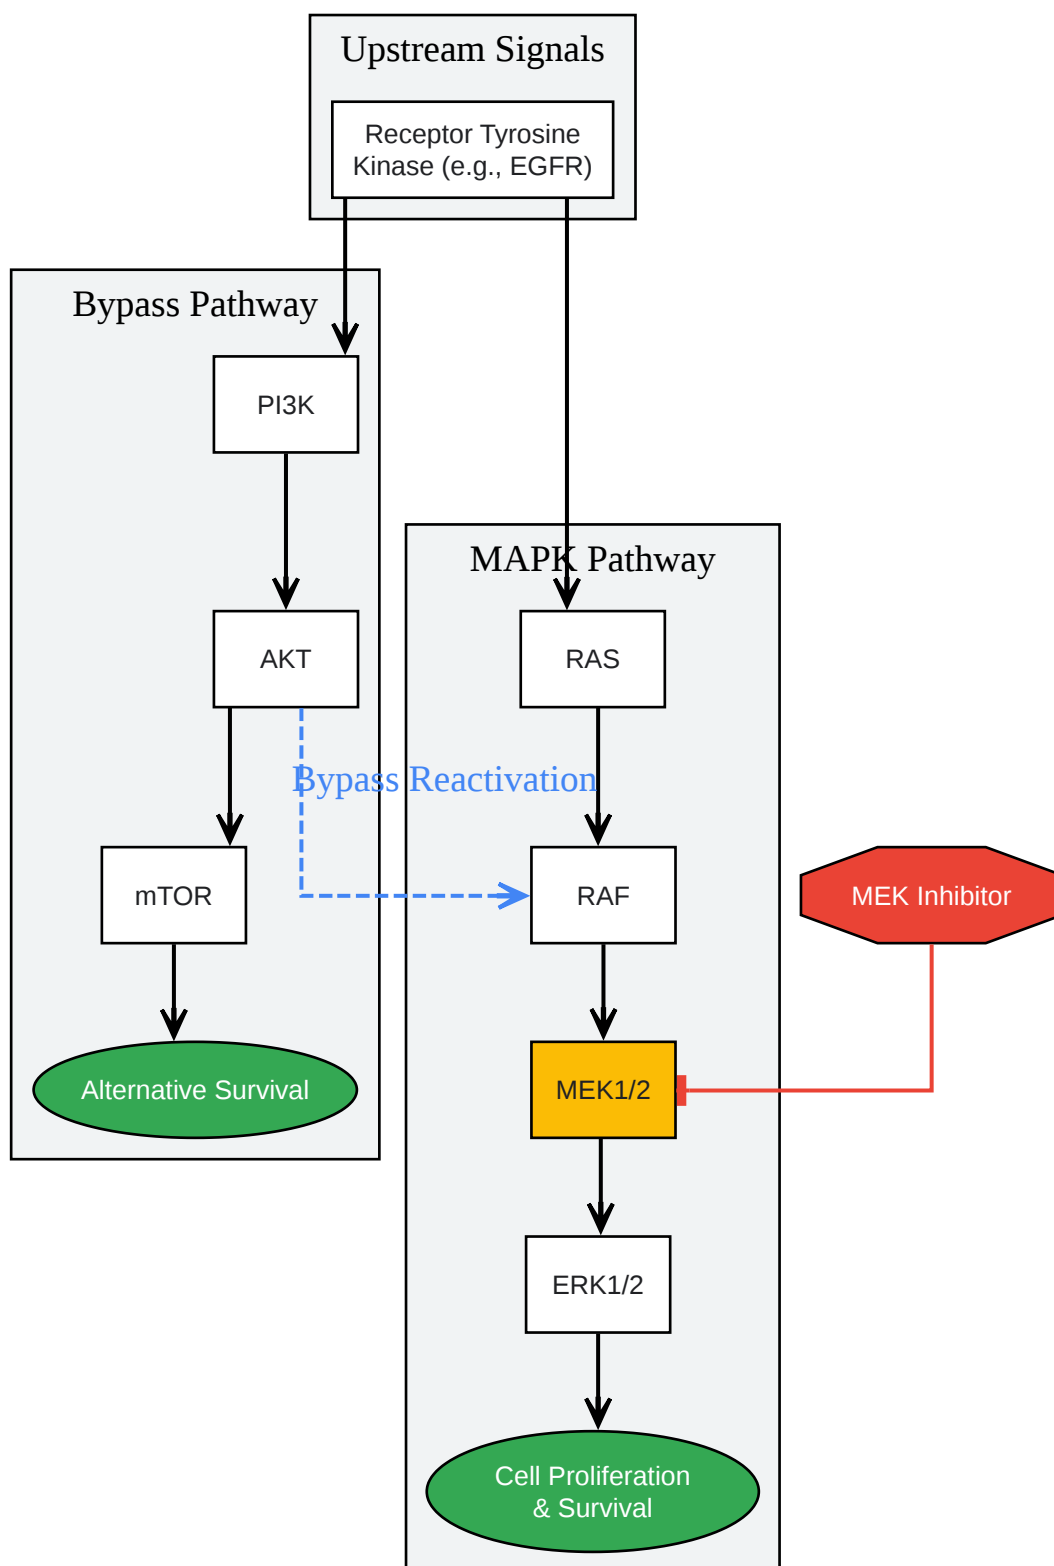 Upstream Signals
Receptor Tyrosine
Kinase (e.g., EGFR)
Bypass Pathway
PI3K
MAPK Pathway
AKT
RAS
Bypass Reactivation
mTOR
RAF
MEK Inhibitor
Alternative Survival
MEK1/2
ERK1/2
Cell Proliferation
& Survival